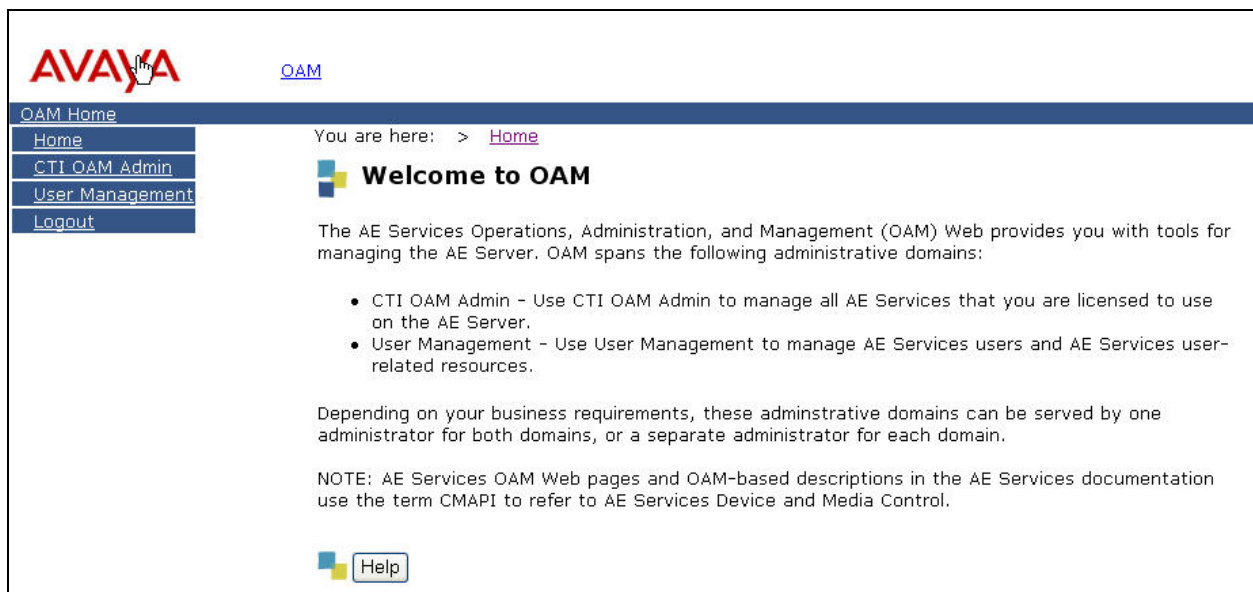 AVAYA
OAM
OAM Home
Home
CTI OAM Admin
User Management
Logout
You are here: > Home
Welcome to OAM
The AE Services Operations, Administration, and Management (OAM) Web provides you with tools for
managing the AE Server. OAM spans the following administrative domains:
• CTI OAM Admin - Use CTI OAM Admin to manage all AE Services that you are licensed to use
on the AE Server.
• User Management - Use User Management to manage AE Services users and AE Services user-
related resources.
Depending on your business requirements, these adminstrative domains can be served by one
administrator for both domains, or a separate administrator for each domain.
NOTE: AE Services OAM Web pages and OAM-based descriptions in the AE Services documentation
use the term CMAPI to refer to AE Services Device and Media Control.
Help